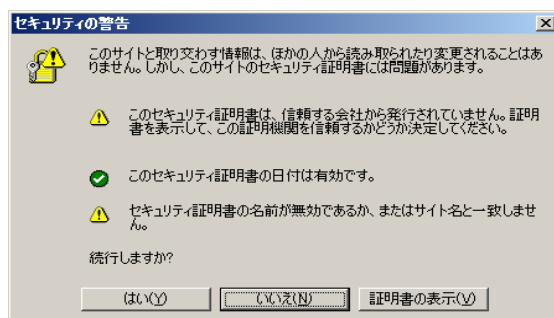 セキュリティの警告
このサイトと取り交わす情報は、ほかの人から読み取られたり変更されることはあ
りません。しかし、このサイトのセキュリティ証明書には問題があります。
このセキュリティ証明書は、信頼する会社から発行されていません。証明
書を表示して、この証明機関を信頼するかどうか決定してください。
このセキュリティ証明書の日付は有効です。
セキュリティ証明書の名前が無効であるか、またはサイト名と一致しませ
ん。
続行しますか?
はい(Y) いいえ(N) 証明書の表示(V)